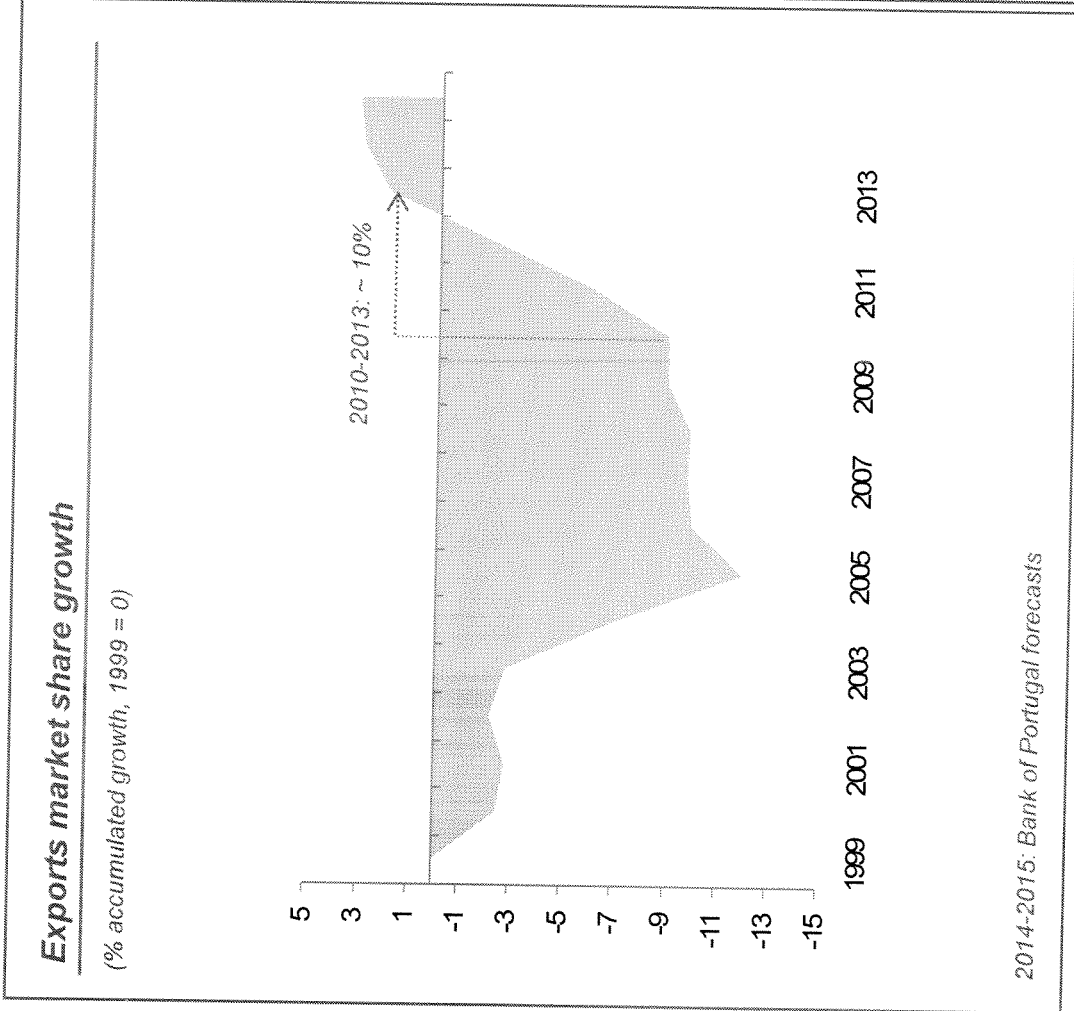 Exports market share growth
(% accumulated growth, 1999 = 0)
2010-2013: ~ 10%
5
3
1
-1
-3
-5
-7
-9
-11
-13
-15
1999 2001 2003 2005 2007 2009 2011 2013
2014-2015: Bank of Portugal forecasts